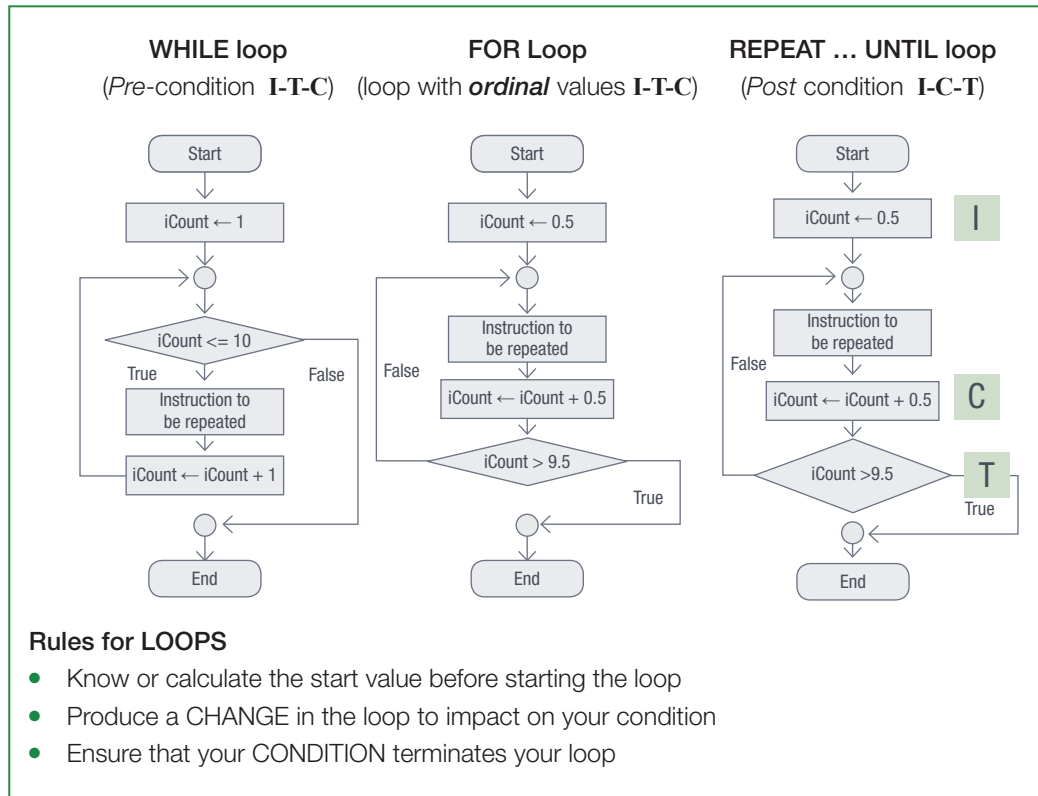 WHILE loop
(Pre-condition I-T-C)
Start
iCount ← 1
iCount <= 10
True
False
Instruction to
be repeated
iCount ← iCount + 1
End
FOR Loop
(loop with ordinal values I-T-C)
Start
iCount ← 0.5
Instruction to
be repeated
False
iCount ← iCount + 0.5
iCount > 9.5
True
End
REPEAT ... UNTIL loop
(Post condition I-C-T)
Start
iCount ← 0.5
I
Instruction to
be repeated
False
iCount ← iCount + 0.5
C
iCount >9.5
T
True
End
Rules for LOOPS
• Know or calculate the start value before starting the loop
• Produce a CHANGE in the loop to impact on your condition
• Ensure that your CONDITION terminates your loop